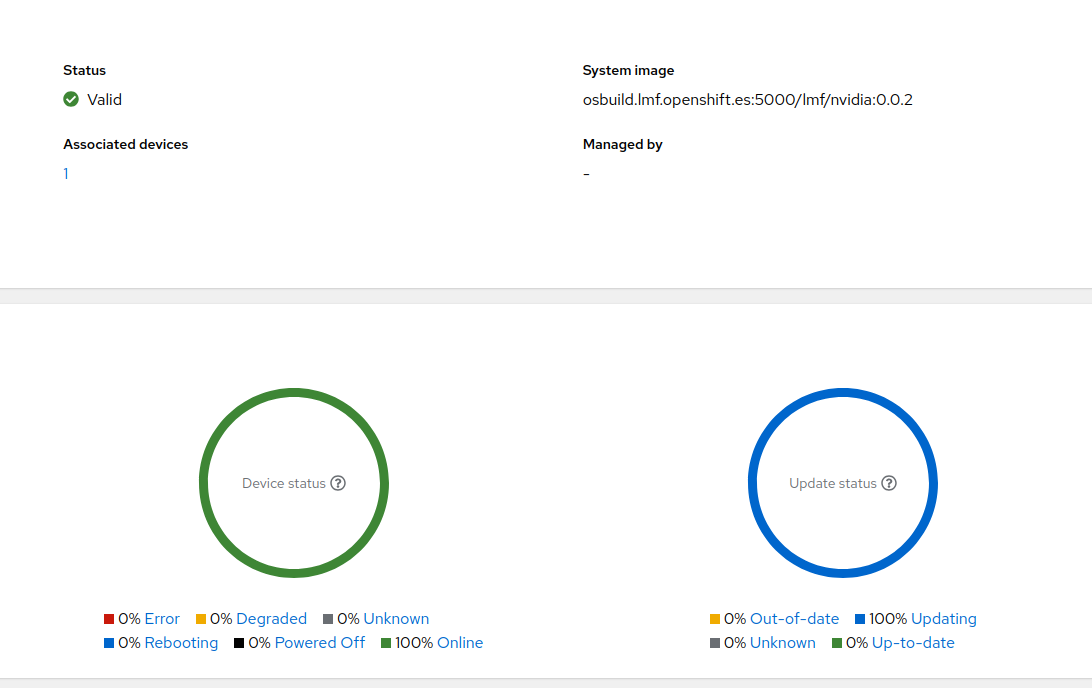 Status
System image
Valid
osbuild.lmf.openshift.es:5000/lmf/nvidia:0.0.2
Associated devices
Managed by
1
-
Device status
Update status
0% Error 0% Degraded 0% Unknown
0% Rebooting 0% Powered Off 100% Online
0% Out-of-date 100% Updating
0% Unknown 0% Up-to-date